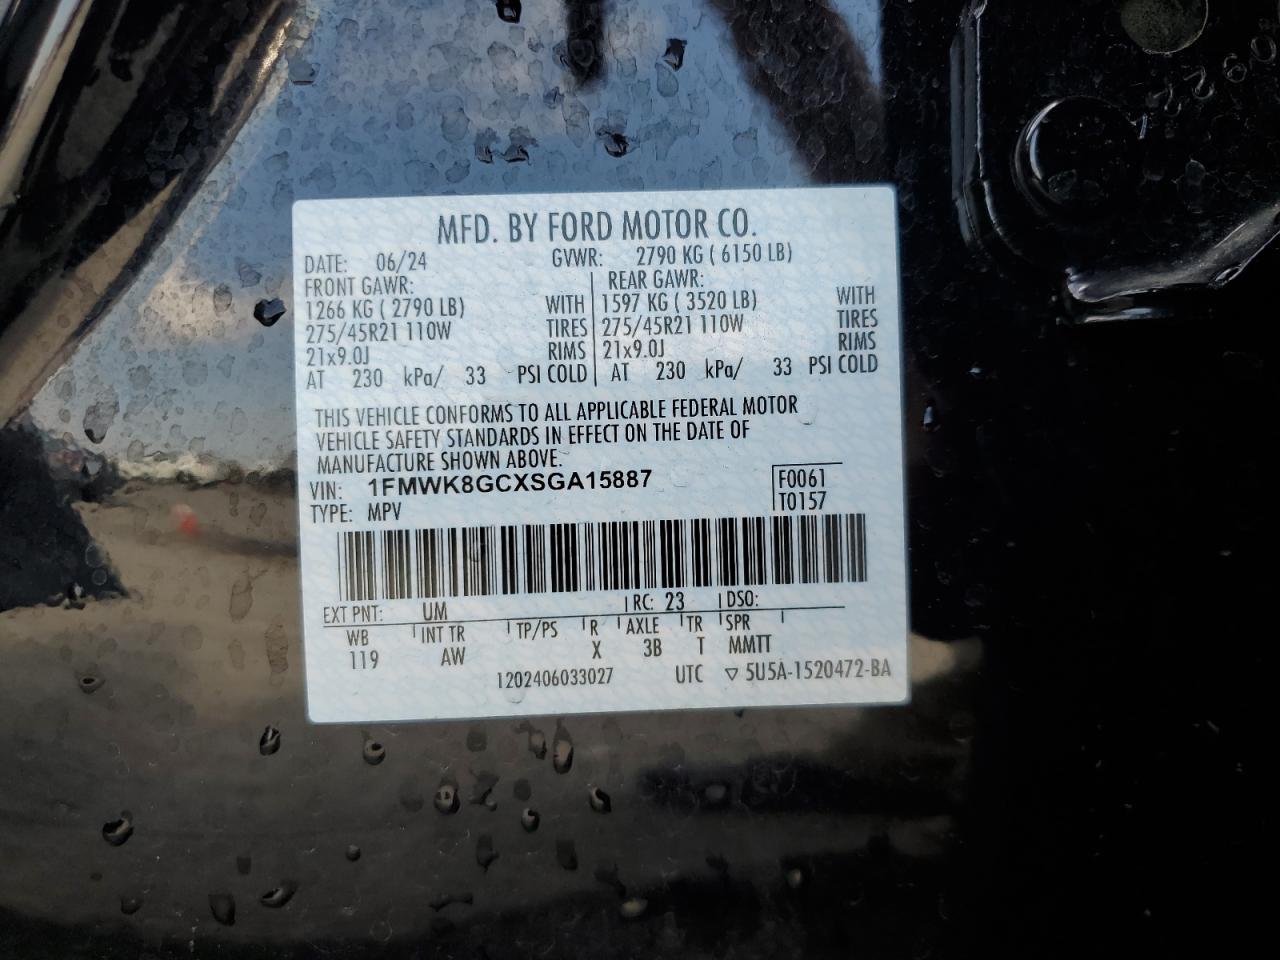 MFD. BY FORD MOTOR CO.
DATE: 06/24 GVWR: 2790 KG ( 6150 LB)
FRONT GAWR: REAR GAWR:
1266 KG ( 2790 LB) WITH 1597 KG ( 3520 LB) WITH
275/45R21 110W TIRES 275/45R21 110W TIRES
21x9.0J RIMS 21x9.0J RIMS
AT 230 kPa/ 33 PSI COLD AT 230 kPa/ 33 PSI COLD
THIS VEHICLE CONFORMS TO ALL APPLICABLE FEDERAL MOTOR
VEHICLE SAFETY STANDARDS IN EFFECT ON THE DATE OF
MANUFACTURE SHOWN ABOVE.
VIN: 1FMWK8GCXSGA15887 F0061
TYPE: MPV T0157
EXT PNT: UM RC: 23 DSO:
WB INT TR TP/PS R AXLE TR SPR
119 AW X 3B T MMTT
1202406033027 UTC ▽ 5U5A-1520472-BA